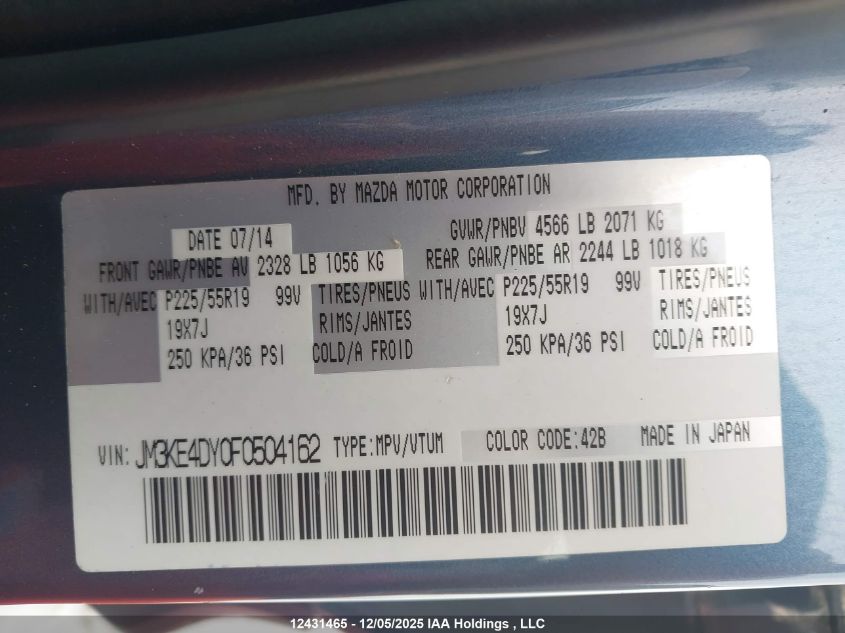 MFD. BY MAZDA MOTOR CORPORATION
DATE 07/14 GVWR/PNBV 4566 LB 2071 KG
FRONT GAWR/PNBE AV 2328 LB 1056 KG REAR GAWR/PNBE AR 2244 LB 1018 KG
WITH/AVEC P225/55R19 99V TIRES/PNEUS WITH/AVEC P225/55R19 99V TIRES/PNEUS
19X7J RIMS/JANTES 19X7J RIMS/JANTES
250 KPA/36 PSI COLD/A FROID 250 KPA/36 PSI COLD/A FROID
VIN: JM3KE4DY0F0504162 TYPE:MPV/VTUM COLOR CODE:42B MADE IN JAPAN
12431465 - 12/05/2025 IAA Holdings , LLC